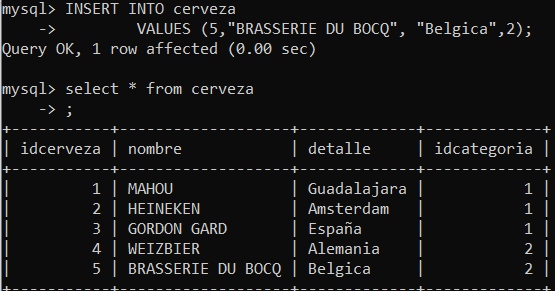 mysql> INSERT INTO cerveza
    ->         VALUES (5,"BRASSERIE DU BOCQ", "Belgica",2);
Query OK, 1 row affected (0.00 sec)

mysql> select * from cerveza
    -> ;
+-----------+-------------------+-------------+-------------+
| idcerveza | nombre            | detalle     | idcategoria |
+-----------+-------------------+-------------+-------------+
|         1 | MAHOU             | Guadalajara |           1 |
|         2 | HEINEKEN          | Amsterdam   |           1 |
|         3 | GORDON GARD       | España      |           1 |
|         4 | WEIZBIER          | Alemania    |           2 |
|         5 | BRASSERIE DU BOCQ | Belgica     |           2 |
+-----------+-------------------+-------------+-------------+